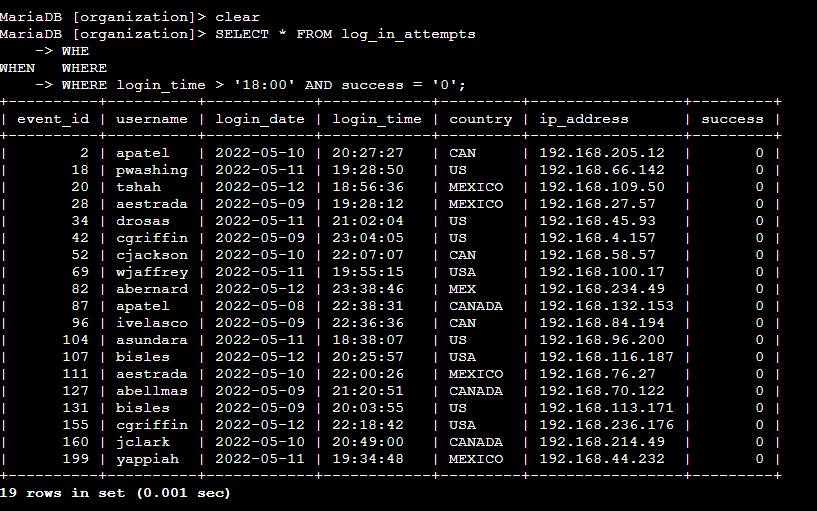 MariaDB [organization]> clear
MariaDB [organization]> SELECT * FROM log_in_attempts
    -> WHE
WHEN   WHERE
    -> WHERE login_time > '18:00' AND success = '0';
+----------+----------+------------+------------+---------+-----------------+---------+
| event_id | username | login_date | login_time | country | ip_address      | success |
+----------+----------+------------+------------+---------+-----------------+---------+
|        2 | apatel   | 2022-05-10 | 20:27:27   | CAN     | 192.168.205.12  |       0 |
|       18 | pwashing | 2022-05-11 | 19:28:50   | US      | 192.168.66.142  |       0 |
|       20 | tshah    | 2022-05-12 | 18:56:36   | MEXICO  | 192.168.109.50  |       0 |
|       28 | aestrada | 2022-05-09 | 19:28:12   | MEXICO  | 192.168.27.57   |       0 |
|       34 | drosas   | 2022-05-11 | 21:02:04   | US      | 192.168.45.93   |       0 |
|       42 | cgriffin | 2022-05-09 | 23:04:05   | US      | 192.168.4.157   |       0 |
|       52 | cjackson | 2022-05-10 | 22:07:07   | CAN     | 192.168.58.57   |       0 |
|       69 | wjaffrey | 2022-05-11 | 19:55:15   | USA     | 192.168.100.17  |       0 |
|       82 | abernard | 2022-05-12 | 23:38:46   | MEX     | 192.168.234.49  |       0 |
|       87 | apatel   | 2022-05-08 | 22:38:31   | CANADA  | 192.168.132.153 |       0 |
|       96 | ivelasco | 2022-05-09 | 22:36:36   | CAN     | 192.168.84.194  |       0 |
|      104 | asundara | 2022-05-11 | 18:38:07   | US      | 192.168.96.200  |       0 |
|      107 | bisles   | 2022-05-12 | 20:25:57   | USA     | 192.168.116.187 |       0 |
|      111 | aestrada | 2022-05-10 | 22:00:26   | MEXICO  | 192.168.76.27   |       0 |
|      127 | abellmas | 2022-05-09 | 21:20:51   | CANADA  | 192.168.70.122  |       0 |
|      131 | bisles   | 2022-05-09 | 20:03:55   | US      | 192.168.113.171 |       0 |
|      155 | cgriffin | 2022-05-12 | 22:18:42   | USA     | 192.168.236.176 |       0 |
|      160 | jclark   | 2022-05-10 | 20:49:00   | CANADA  | 192.168.214.49  |       0 |
|      199 | yappiah  | 2022-05-11 | 19:34:48   | MEXICO  | 192.168.44.232  |       0 |
+----------+----------+------------+------------+---------+-----------------+---------+
19 rows in set (0.001 sec)